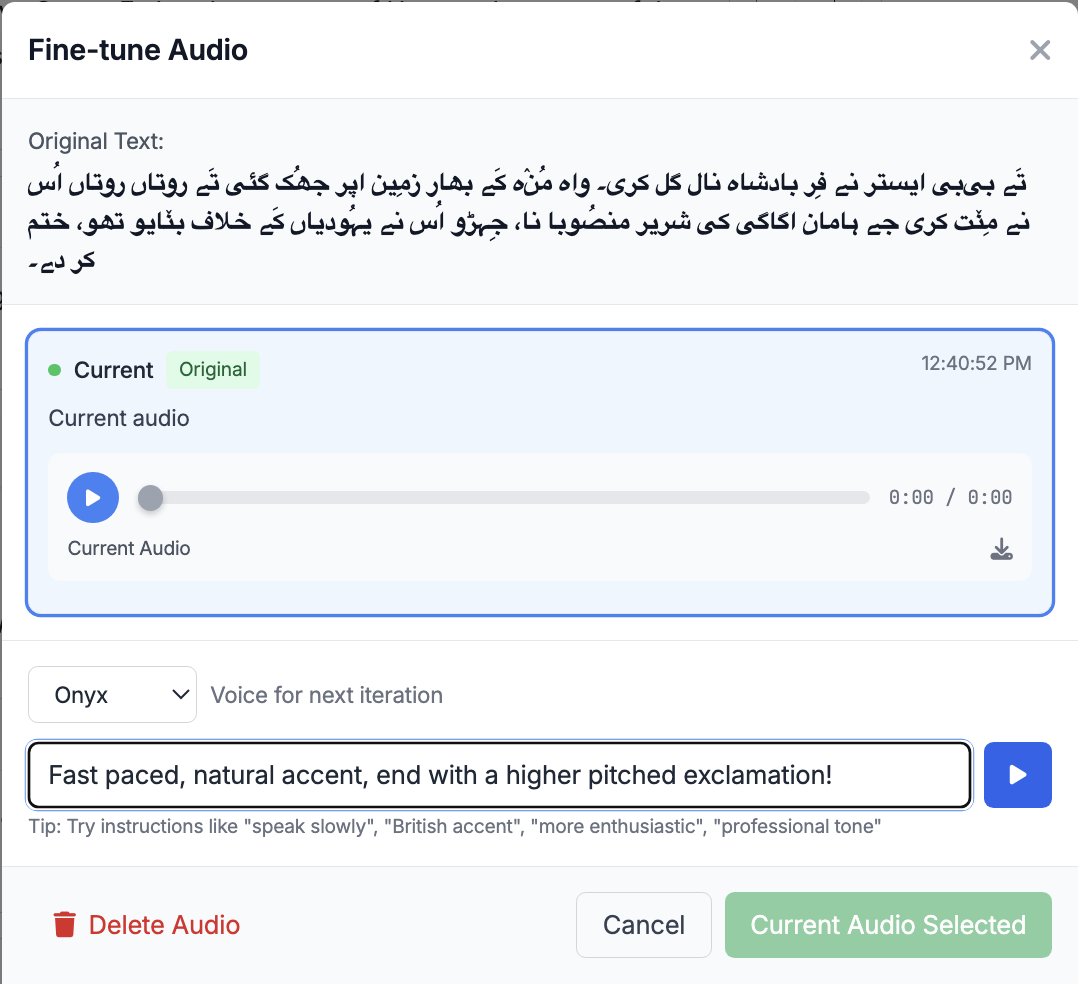 Fine-tune Audio
Original Text:
تَے بی‌بی ایستر نے فِر بادشاہ نال گل کری۔ واہ مُنْہ کَے بھار زمِین اپر جھُک گئی تَے روتاں روتاں اُس
نے مِنّت کری جے ہامان اگاگی کی شریر منصُوبا نا، جِہڑو اُس نے یہُودیاں کَے خلاف بݨایو تھو، ختم
کر دے۔
Current Original 12:40:52 PM
Current audio
0:00 / 0:00
Current Audio
Onyx Voice for next iteration
Fast paced, natural accent, end with a higher pitched exclamation!
Tip: Try instructions like "speak slowly", "British accent", "more enthusiastic", "professional tone"
Delete Audio Cancel Current Audio Selected